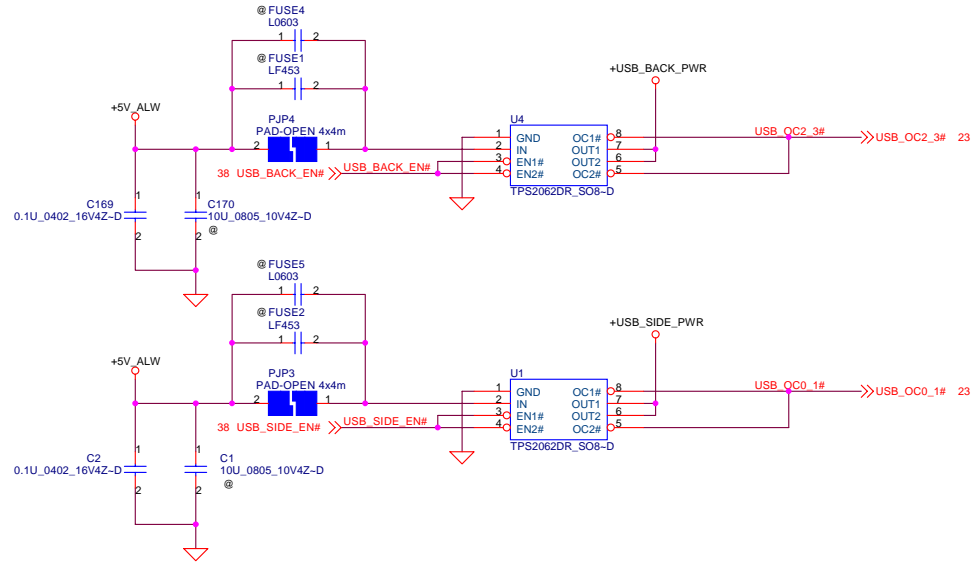 @ FUSE4
L0603
1 2
@ FUSE1
LF453
1 2
+5V_ALW
PJP4
PAD-OPEN 4x4m
2 1
38 USB_BACK_EN# USB_BACK_EN#
+USB_BACK_PWR
U4
1 GND OC1# 8
2 IN OUT1 7
3 EN1# OUT2 6
4 EN2# OC2# 5
TPS2062DR_SO8~D
USB_OC2_3# USB_OC2_3# 23
1
C169
0.1U_0402_16V4Z~D
2
1
C170
10U_0805_10V4Z~D
2
@
@ FUSE5
L0603
1 2
@ FUSE2
LF453
1 2
+5V_ALW
PJP3
PAD-OPEN 4x4m
2 1
38 USB_SIDE_EN# USB_SIDE_EN#
+USB_SIDE_PWR
U1
1 GND OC1# 8
2 IN OUT1 7
3 EN1# OUT2 6
4 EN2# OC2# 5
TPS2062DR_SO8~D
USB_OC0_1# USB_OC0_1# 23
1
C2
0.1U_0402_16V4Z~D
2
1
C1
10U_0805_10V4Z~D
2
@